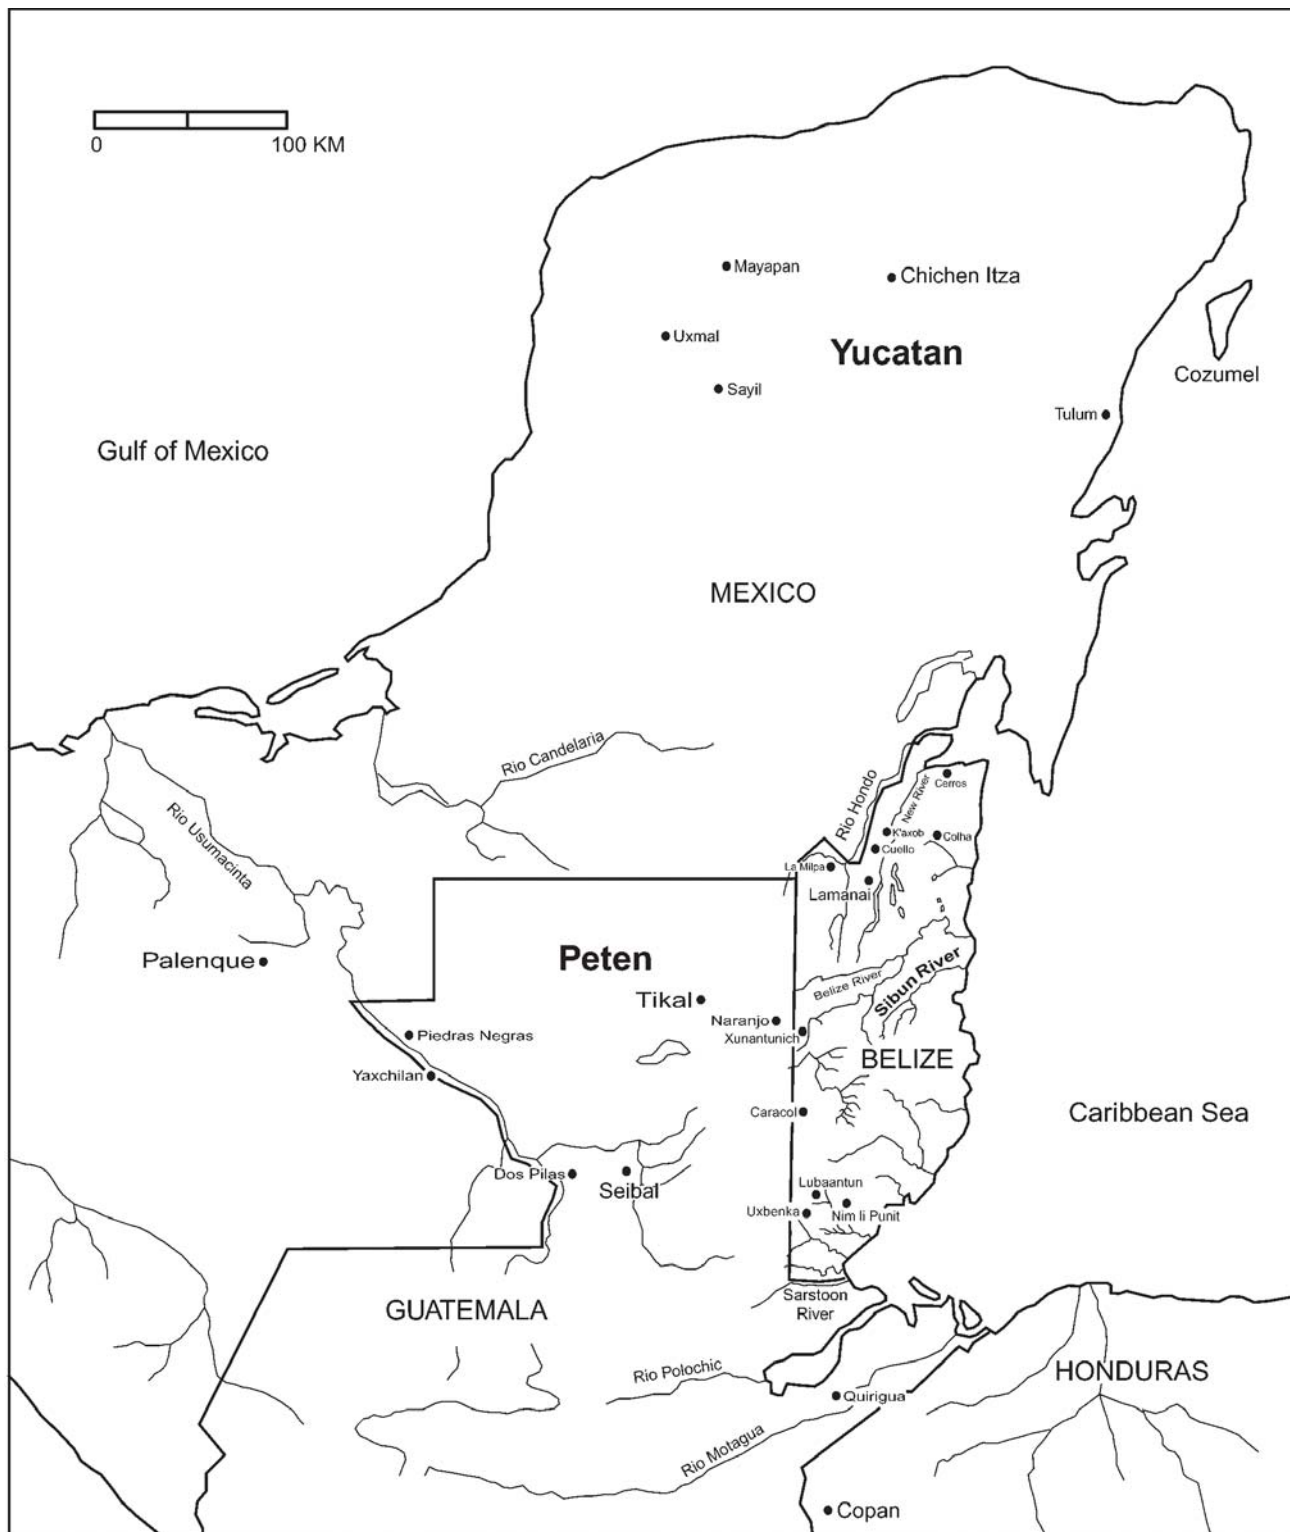 0 100 KM
Mayapan
Chichen Itza
Uxmal
Yucatan
Cozumel
Sayil
Tulum
Gulf of Mexico
MEXICO
Rio Candelaria
Rio Hondo
New River
Cerros
Rio Usumacinta
K'axob
Colha
Cuello
La Milpa
Lamanai
Palenque
Peten
Belize River
Sibun River
Tikal
Naranjo
Xunantunich
Piedras Negras
BELIZE
Yaxchilan
Caracol
Caribbean Sea
Dos Pilas
Seibal
Lubaantun
Uxbenka
Nim li Punit
GUATEMALA
Sarstoon
River
Rio Polochic
HONDURAS
Quirigua
Rio Motagua
Copan